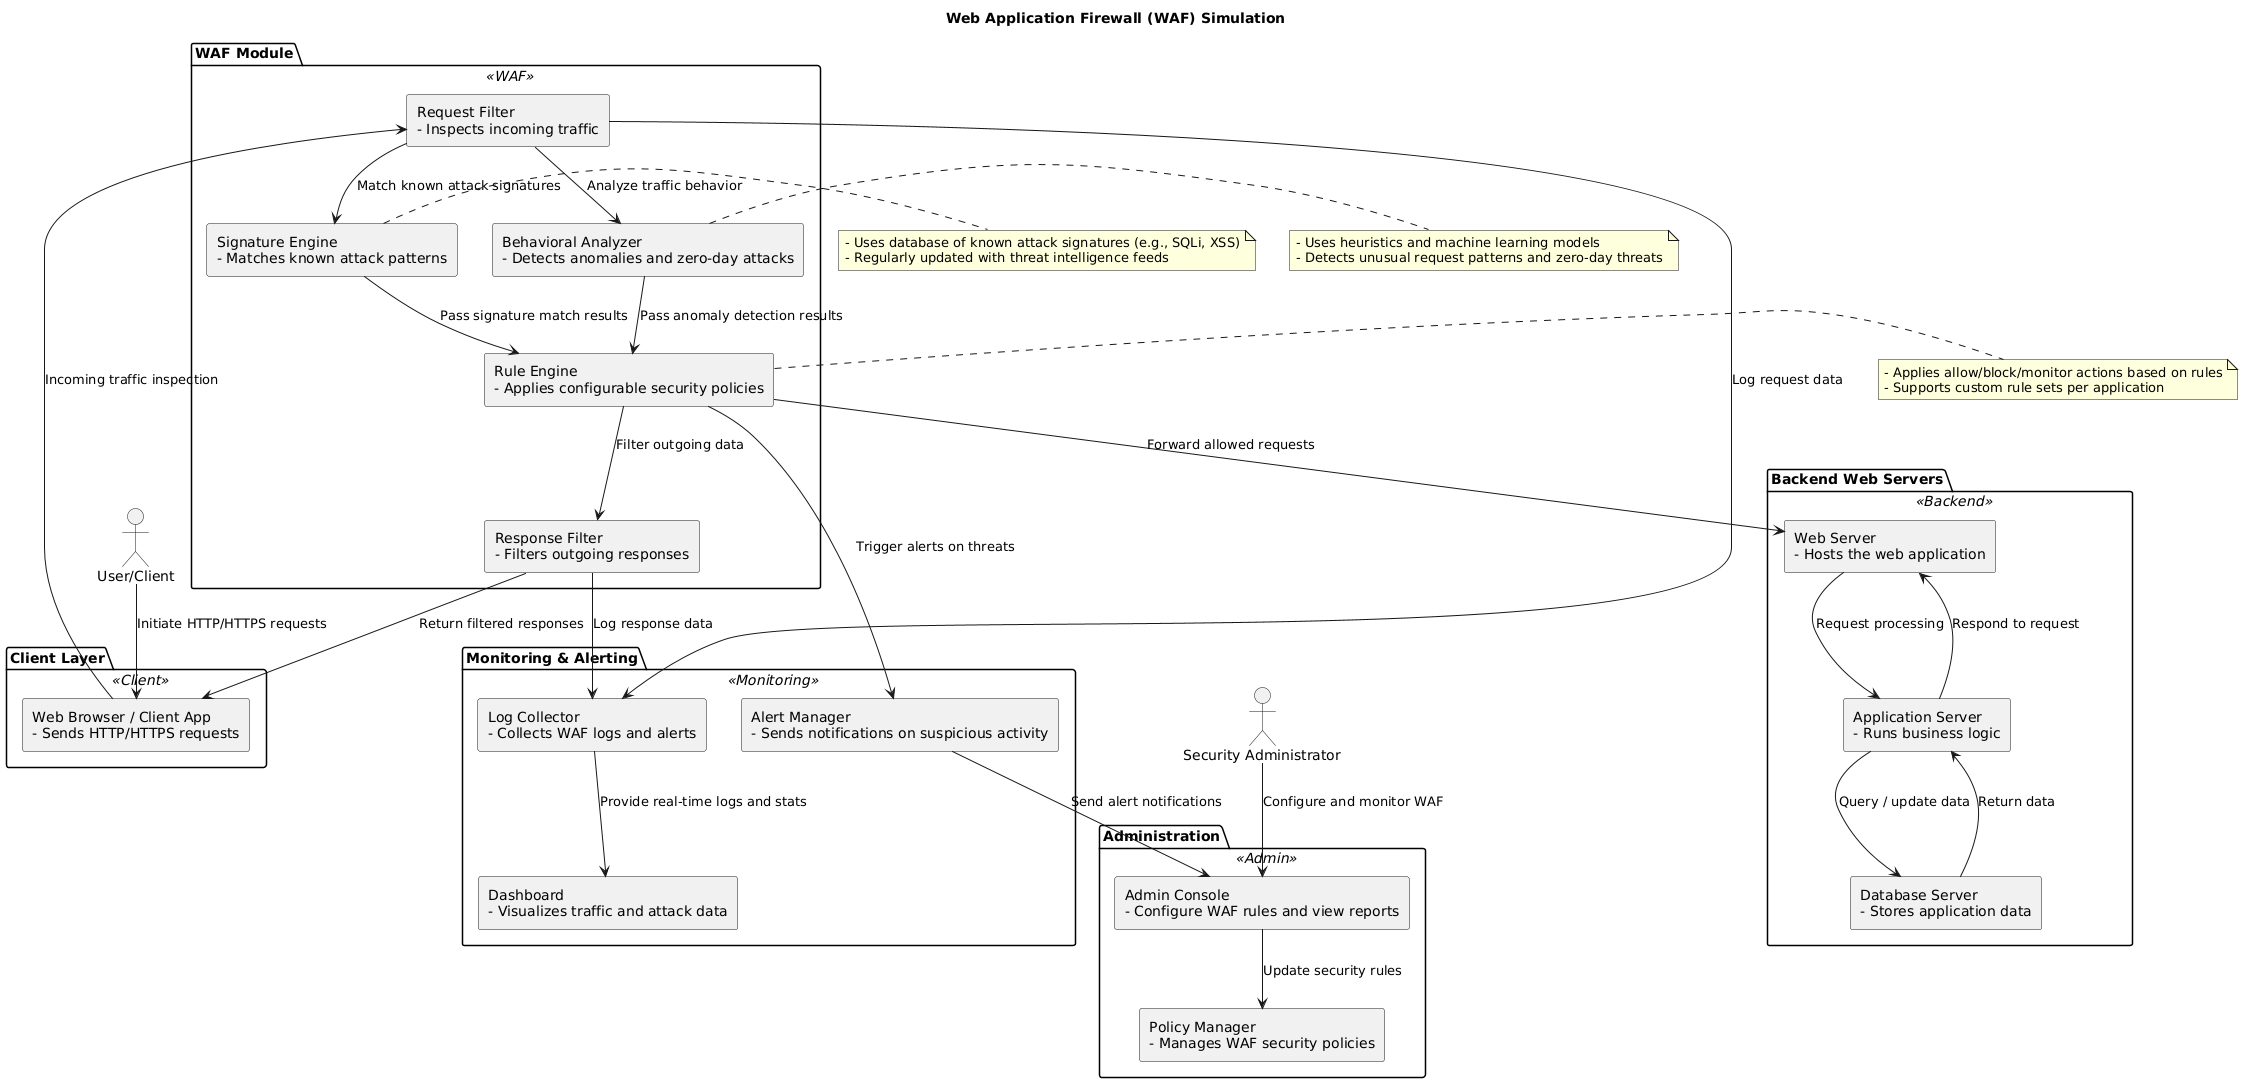 Web Application Firewall (WAF) Simulation
WAF Module
«WAF»
Request Filter
- Inspects incoming traffic
Match known attack signatures
Analyze traffic behavior
Signature Engine
- Matches known attack patterns
Behavioral Analyzer
- Detects anomalies and zero-day attacks
- Uses database of known attack signatures (e.g., SQLi, XSS)
- Regularly updated with threat intelligence feeds
- Uses heuristics and machine learning models
- Detects unusual request patterns and zero-day threats
Pass signature match results
Pass anomaly detection results
Rule Engine
- Applies configurable security policies
Incoming traffic inspection
Log request data
- Applies allow/block/monitor actions based on rules
- Supports custom rule sets per application
Filter outgoing data
Forward allowed requests
Backend Web Servers
«Backend»
Response Filter
- Filters outgoing responses
Trigger alerts on threats
Web Server
- Hosts the web application
User/Client
Initiate HTTP/HTTPS requests
Return filtered responses
Log response data
Request processing
Respond to request
Client Layer
«Client»
Web Browser / Client App
- Sends HTTP/HTTPS requests
Monitoring & Alerting
«Monitoring»
Log Collector
- Collects WAF logs and alerts
Alert Manager
- Sends notifications on suspicious activity
Security Administrator
Application Server
- Runs business logic
Provide real-time logs and stats
Send alert notifications
Configure and monitor WAF
Query / update data
Return data
Administration
«Admin»
Dashboard
- Visualizes traffic and attack data
Admin Console
- Configure WAF rules and view reports
Database Server
- Stores application data
Update security rules
Policy Manager
- Manages WAF security policies